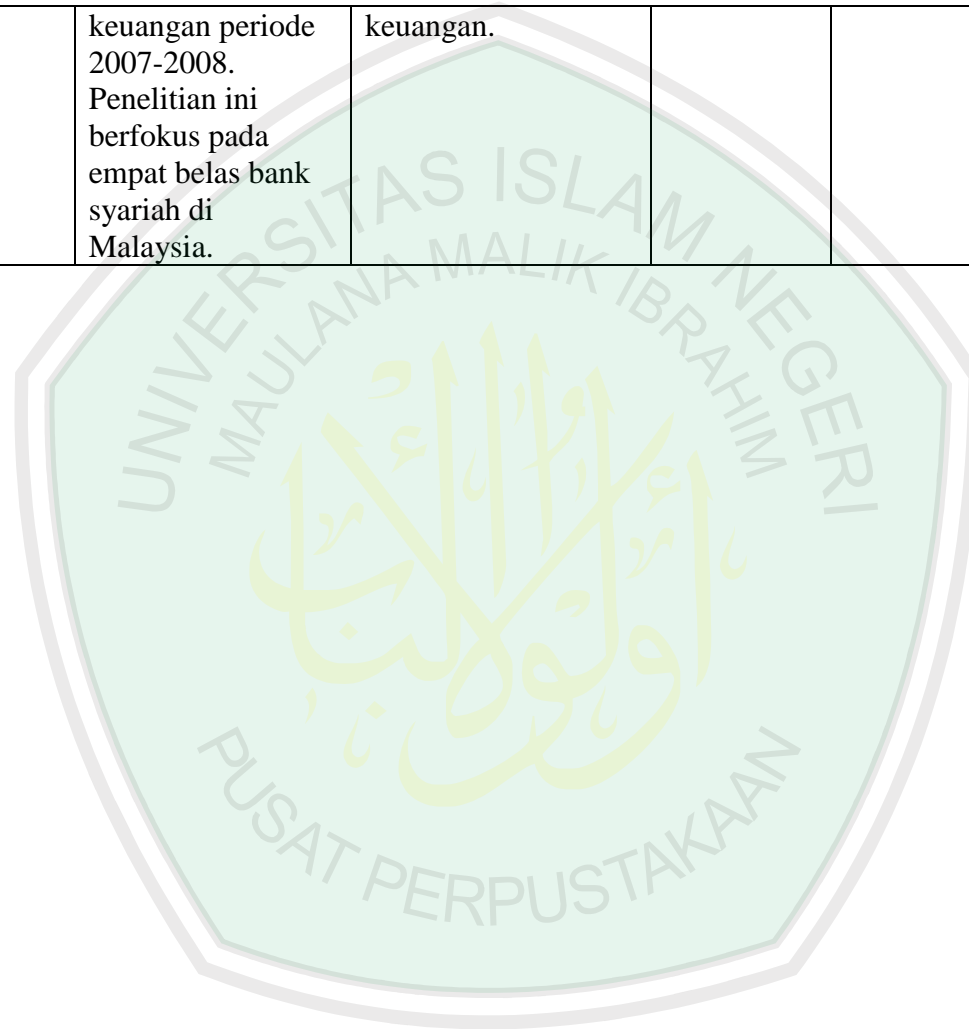 keuangan periode
2007-2008.
Penelitian ini
berfokus pada
empat belas bank
syariah di
Malaysia.
keuangan.
UNIVERSITAS ISLAM NEGERI
MAULANA MALIK IBRAHIM
PUSAT PERPUSTAKAAN